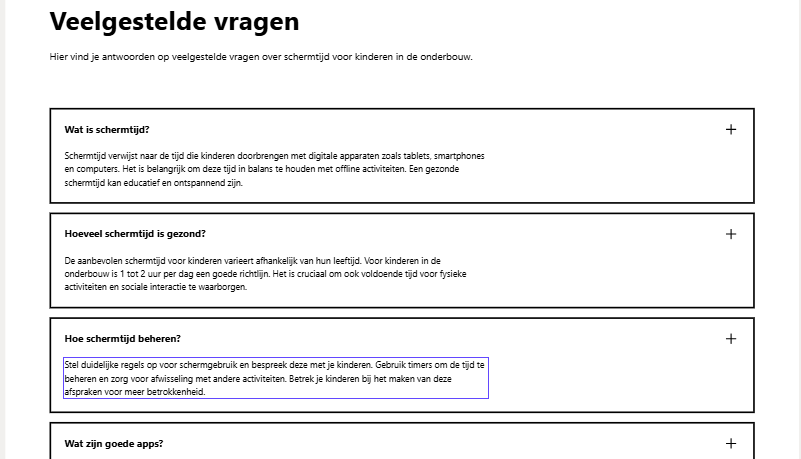 Veelgestelde vragen
Hier vind je antwoorden op veelgestelde vragen over schermtijd voor kinderen in de onderbouw.
Wat is schermtijd?
Schermtijd verwijst naar de tijd die kinderen doorbrengen met digitale apparaten zoals tablets, smartphones
en computers. Het is belangrijk om deze tijd in balans te houden met offline activiteiten. Een gezonde
schermtijd kan educatief en ontspannend zijn.
Hoeveel schermtijd is gezond?
De aanbevolen schermtijd voor kinderen varieert afhankelijk van hun leeftijd. Voor kinderen in de
onderbouw is 1 tot 2 uur per dag een goede richtlijn. Het is cruciaal om ook voldoende tijd voor fysieke
activiteiten en sociale interactie te waarborgen.
Hoe schermtijd beheren?
Stel duidelijke regels op voor schermgebruik en bespreek deze met je kinderen. Gebruik timers om de tijd te
beheren en zorg voor afwisseling met andere activiteiten. Betrek je kinderen bij het maken van deze
afspraken voor meer betrokkenheid.
Wat zijn goede apps?